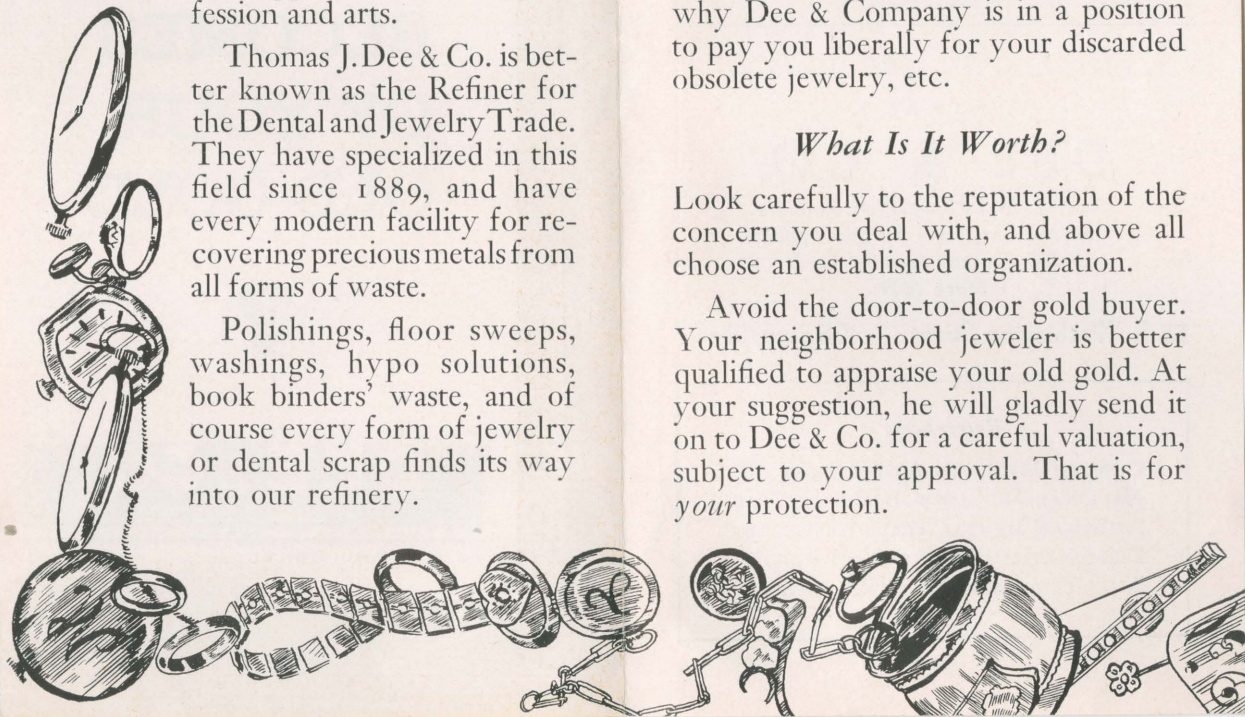 fession and arts.
Thomas J. Dee & Co. is bet-
ter known as the Refiner for
the Dental and Jewelry Trade.
They have specialized in this
field since 1889, and have
every modern facility for re-
covering precious metals from
all forms of waste.
Polishings, floor sweeps,
washings, hypo solutions,
book binders' waste, and of
course every form of jewelry
or dental scrap finds its way
into our refinery.
why Dee & Company is in a position
to pay you liberally for your discarded
obsolete jewelry, etc.
What Is It Worth?
Look carefully to the reputation of the
concern you deal with, and above all
choose an established organization.
Avoid the door-to-door gold buyer.
Your neighborhood jeweler is better
qualified to appraise your old gold. At
your suggestion, he will gladly send it
on to Dee & Co. for a careful valuation,
subject to your approval. That is for
your protection.